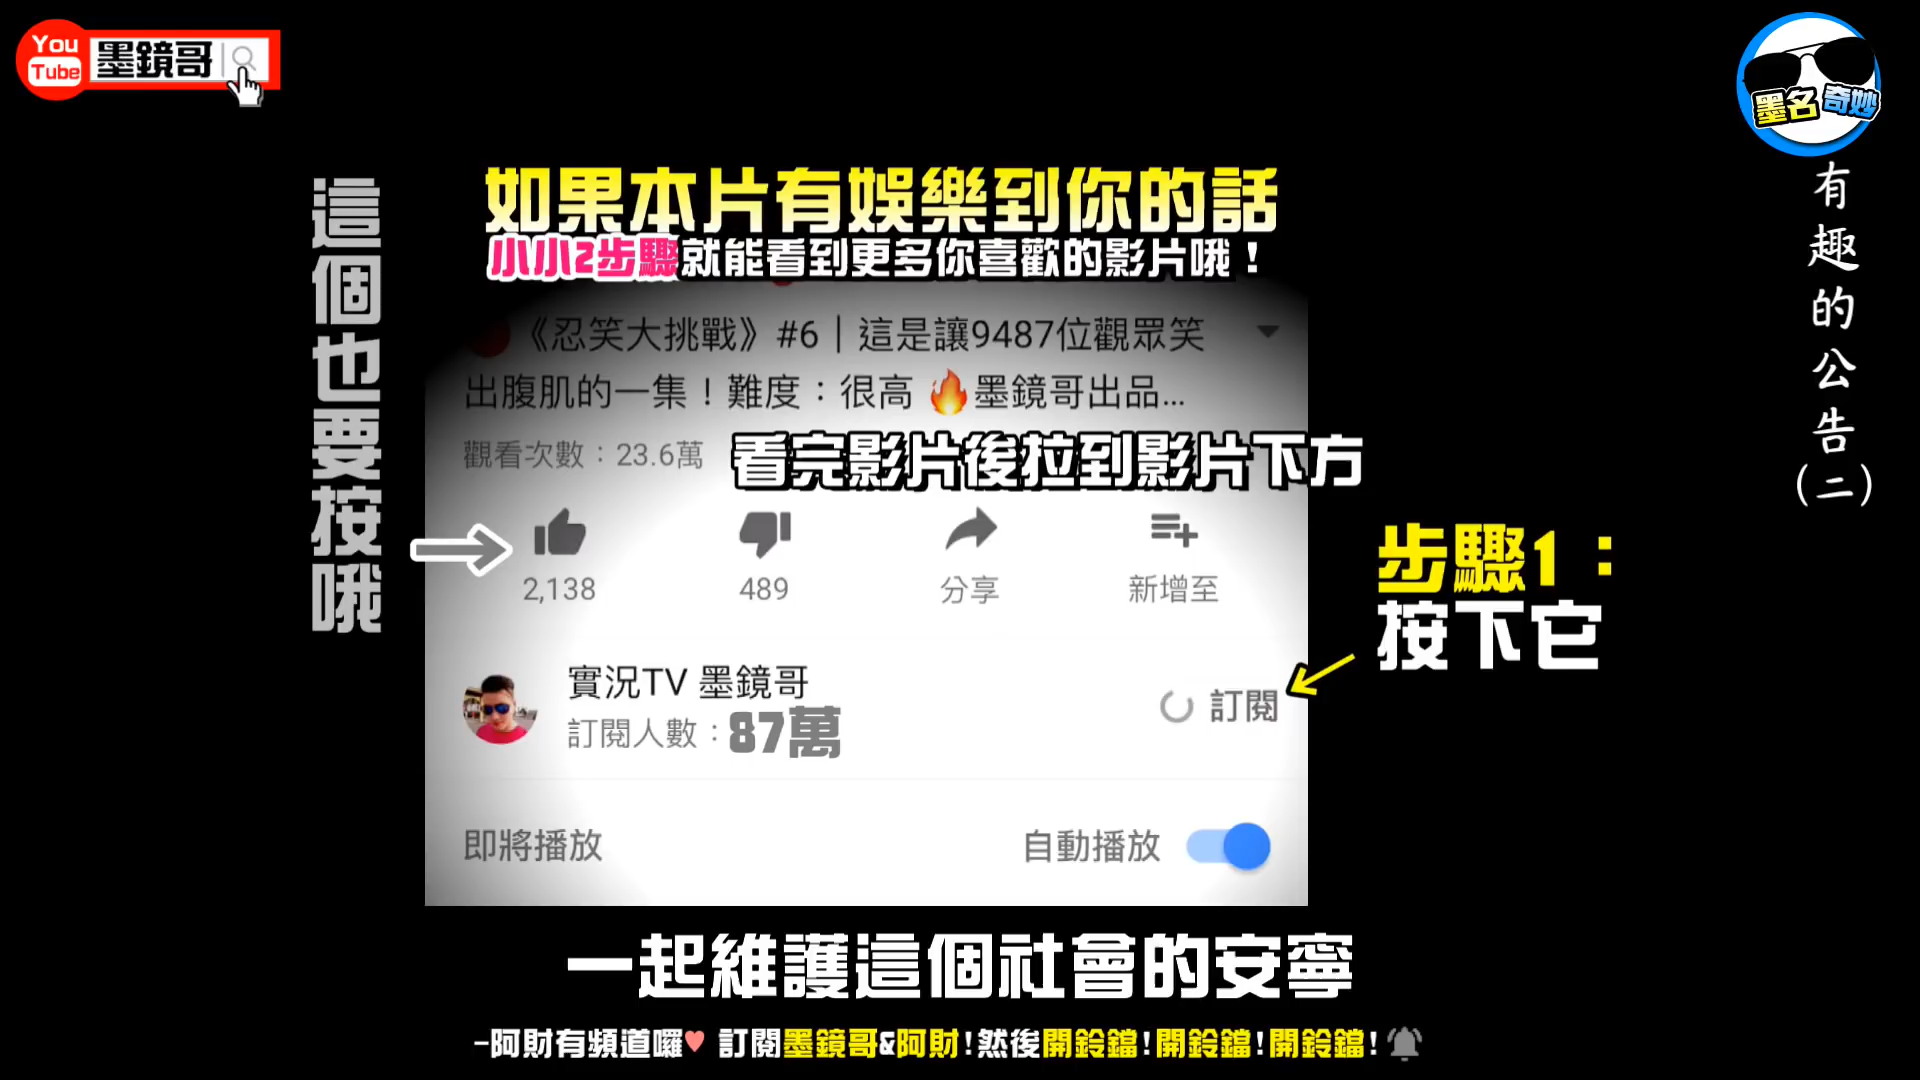 You
Tube
墨鏡哥
墨名奇妙
有趣的公告(二)
這個也要按哦
如果本片有娛樂到你的話
小小2步驟就能看到更多你喜歡的影片哦！
《忍笑大挑戰》#6｜這是讓9487位觀眾笑
出腹肌的一集！難度：很高 🔥墨鏡哥出品...
觀看次數：23.6萬
看完影片後拉到影片下方
2,138
489
分享
新增至
步驟1：
按下它
實況TV 墨鏡哥
訂閱人數：87萬
訂閱
即將播放
自動播放
一起維護這個社會的安寧
-阿財有頻道囉♥ 訂閱墨鏡哥&阿財!然後開鈴鐺!開鈴鐺!開鈴鐺!